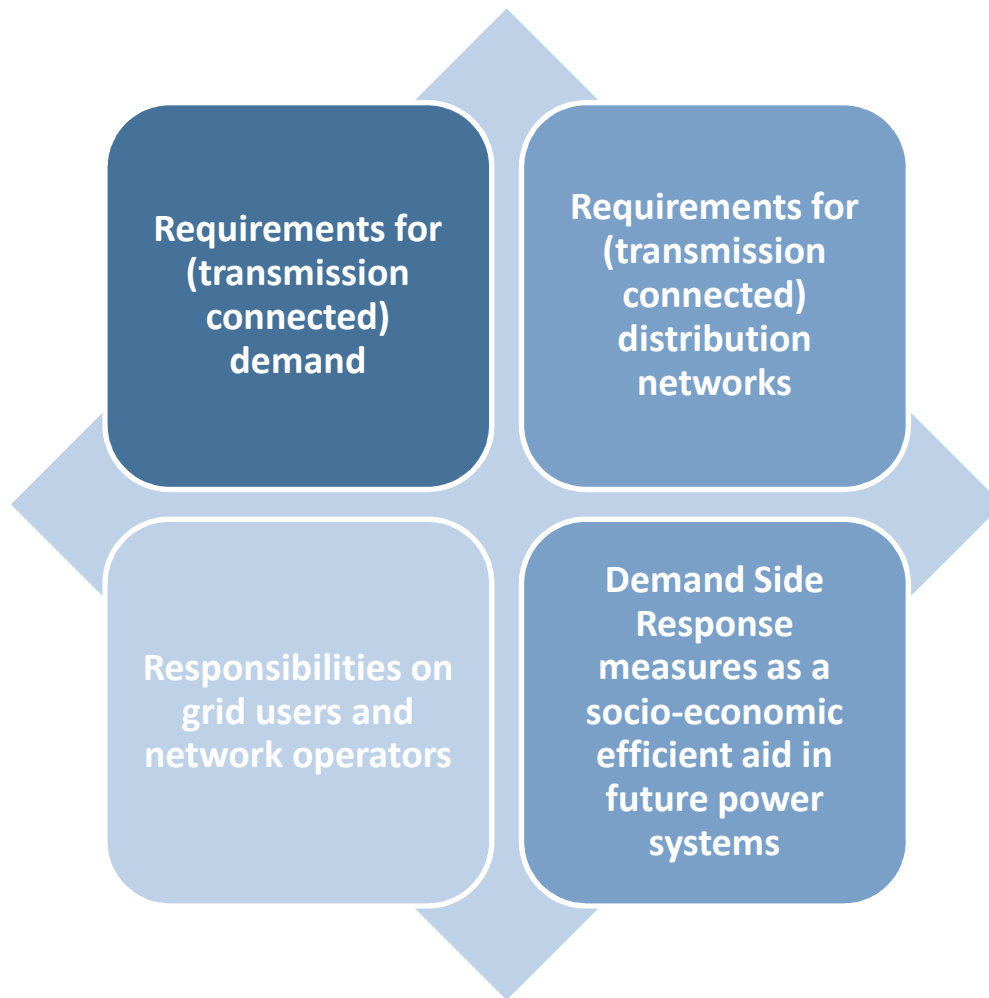 Requirements for
(transmission
connected)
demand
Requirements for
(transmission
connected)
distribution
networks
Responsibilities on
grid users and
network operators
Demand Side
Response
measures as a
socio-economic
efficient aid in
future power
systems